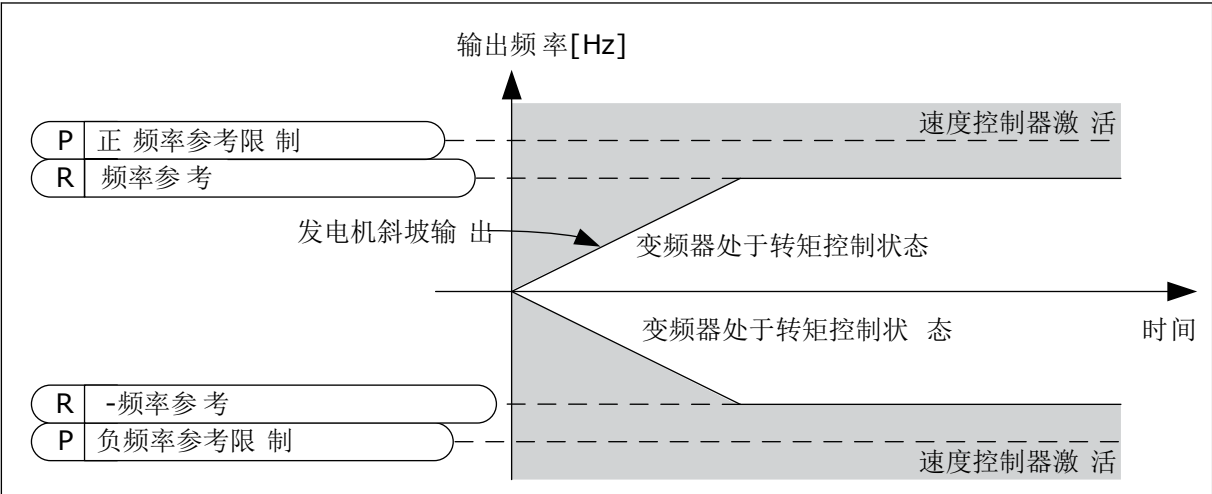 输出频 率[Hz]
速度控制器激 活
P 正 频率参考限 制
R 频率参 考
发电机斜坡输 出
变频器处于转矩控制状态
变频器处于转矩控制状 态
时间
R -频率参 考
P 负频率参考限 制
速度控制器激 活